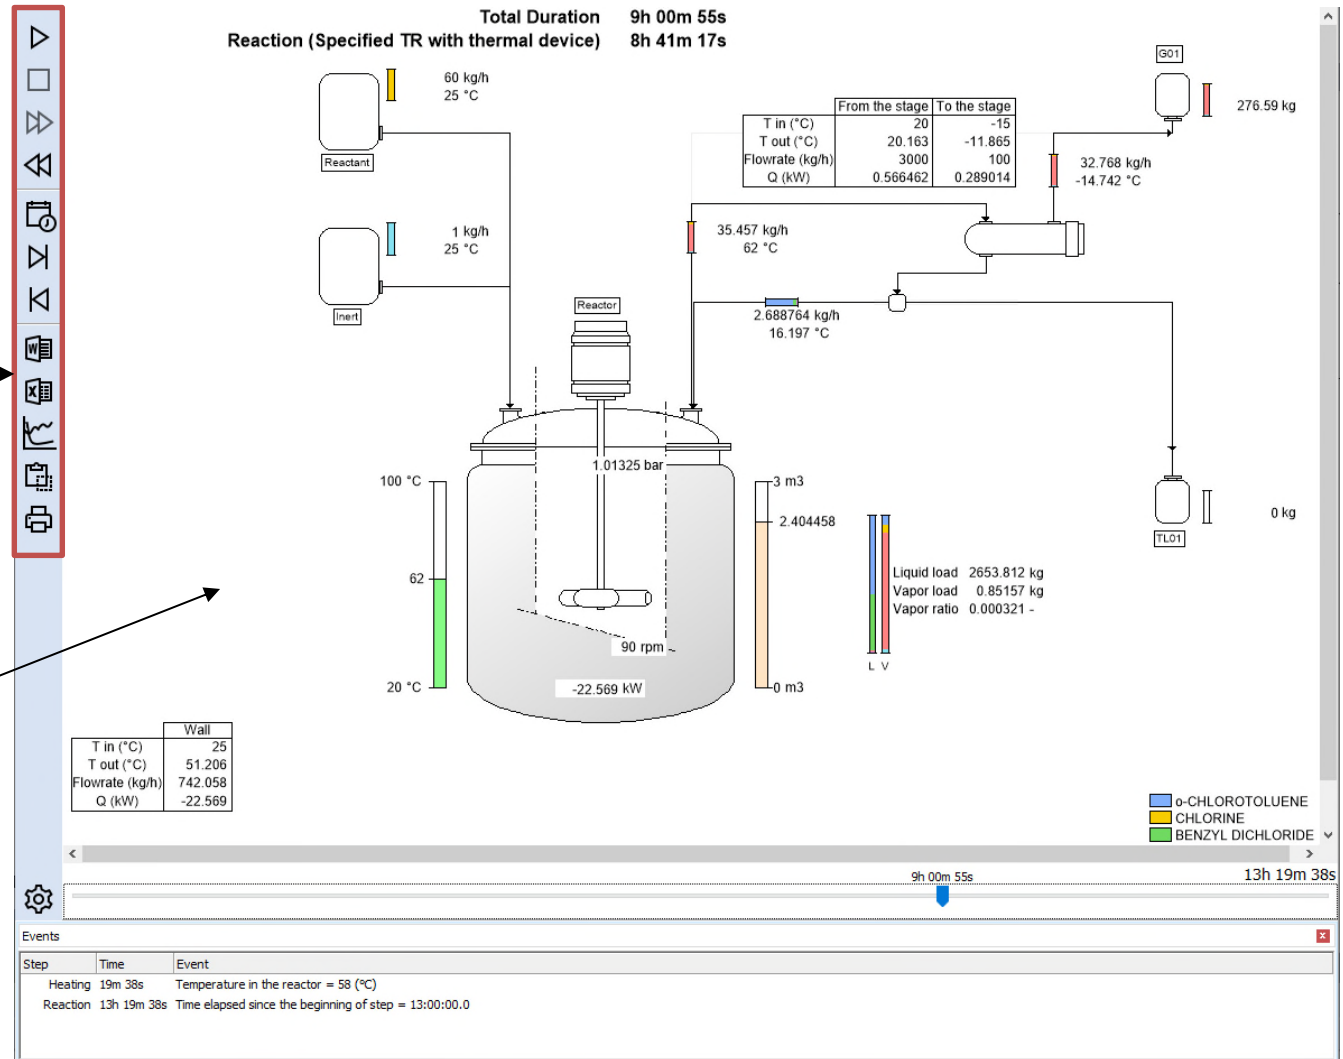 Total Duration 9h 00m 55s
Reaction (Specified TR with thermal device) 8h 41m 17s
G01
60 kg/h
25 °C
276.59 kg
From the stage To the stage
T in (°C) 20 -15
T out (°C) 20.163 -11.865
Flowrate (kg/h) 3000 100
Q (kW) 0.566462 0.289014
Reactant
32.768 kg/h
-14.742 °C
1 kg/h
25 °C
35.457 kg/h
62 °C
Inert
Reactor
2.688764 kg/h
16.197 °C
1.01325 bar
100 °C
3 m3
2.404458
0 kg
TL01
62
Liquid load 2653.812 kg
Vapor load 0.85157 kg
Vapor ratio 0.000321 -
90 rpm
L V
20 °C
-22.569 kW
0 m3
Wall
T in (°C) 25
T out (°C) 51.206
Flowrate (kg/h) 742.058
Q (kW) -22.569
o-CHLOROTOLUENE
CHLORINE
BENZYL DICHLORIDE
9h 00m 55s
13h 19m 38s
Events
Step Time Event
Heating 19m 38s Temperature in the reactor = 58 (°C)
Reaction 13h 19m 38s Time elapsed since the beginning of step = 13:00:00.0